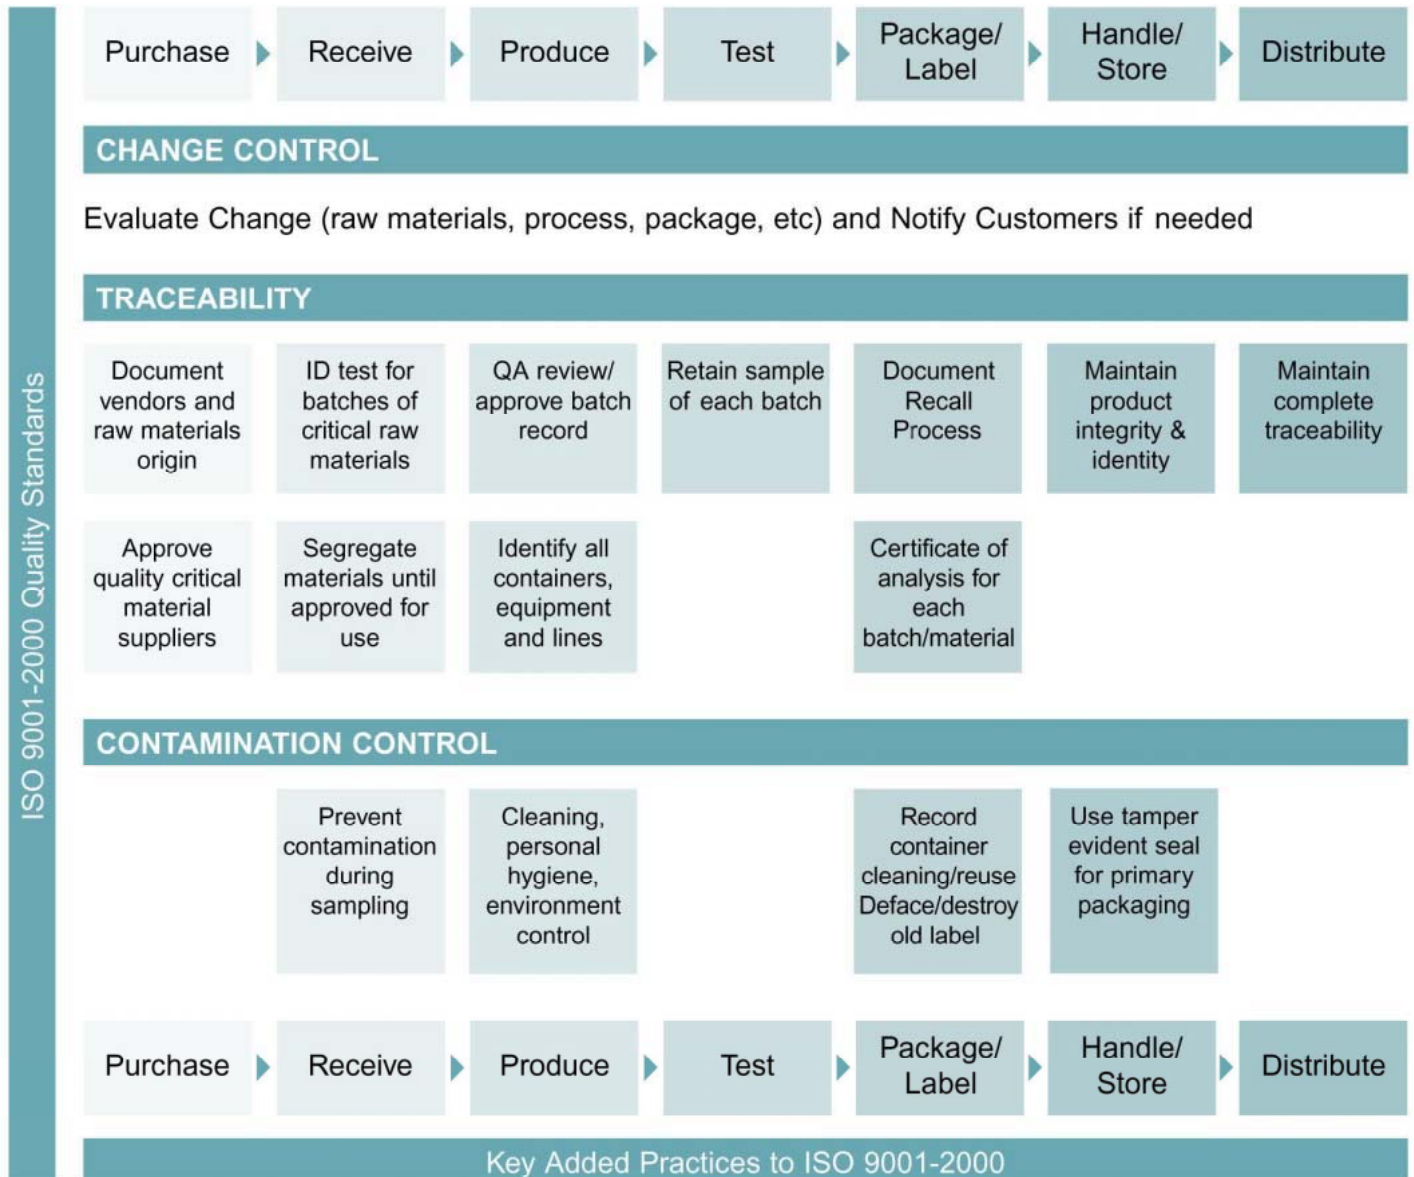 ISO 9001-2000 Quality Standards
Purchase
Receive
Produce
Test
Package/
Label
Handle/
Store
Distribute
CHANGE CONTROL
Evaluate Change (raw materials, process, package, etc) and Notify Customers if needed
TRACEABILITY
Document
vendors and
raw materials
origin
ID test for
batches of
critical raw
materials
QA review/
approve batch
record
Retain sample
of each batch
Document
Recall
Process
Maintain
product
integrity &
identity
Maintain
complete
traceability
Approve
quality critical
material
suppliers
Segregate
materials until
approved for
use
Identify all
containers,
equipment
and lines
Certificate of
analysis for
each
batch/material
CONTAMINATION CONTROL
Prevent
contamination
during
sampling
Cleaning,
personal
hygiene,
environment
control
Record
container
cleaning/reuse
Deface/destroy
old label
Use tamper
evident seal
for primary
packaging
Purchase
Receive
Produce
Test
Package/
Label
Handle/
Store
Distribute
Key Added Practices to ISO 9001-2000